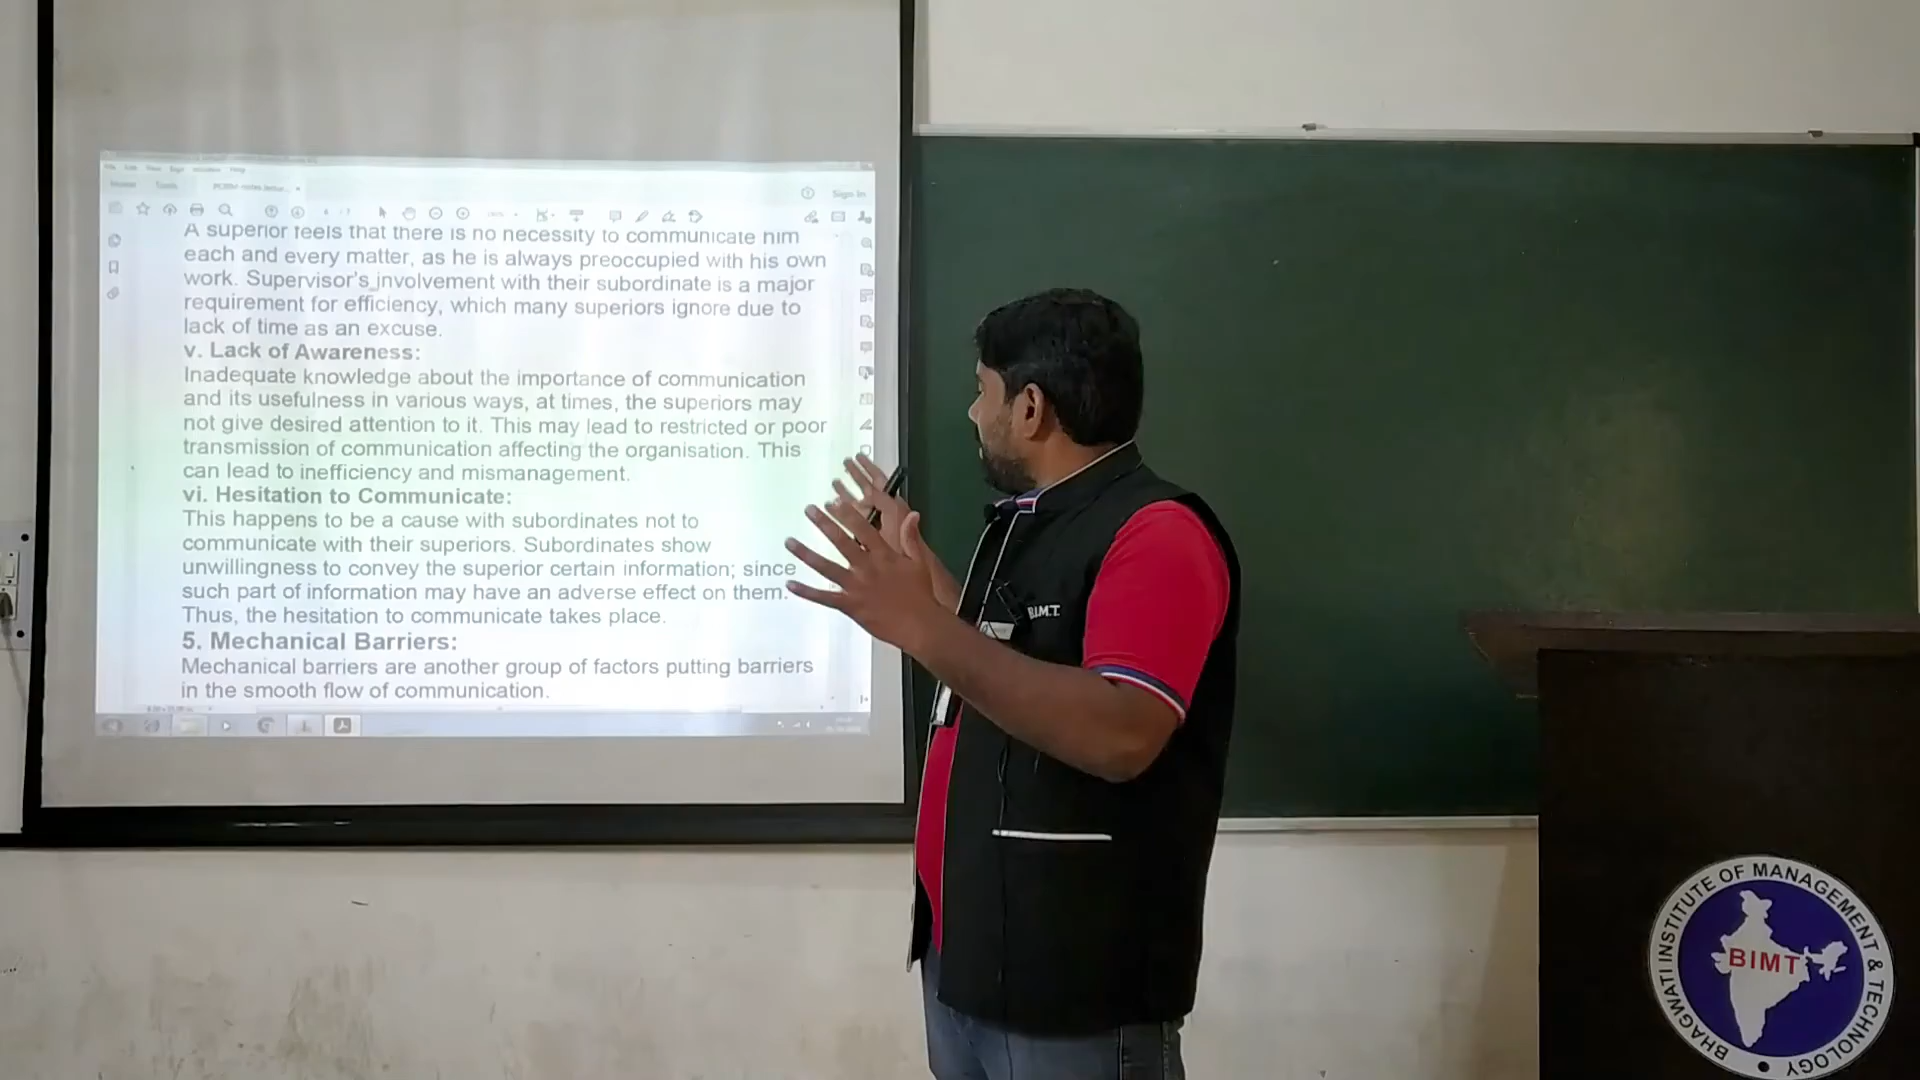 Sign In
A superior feels that there is no necessity to communicate him
each and every matter, as he is always preoccupied with his own
work. Supervisor's involvement with their subordinate is a major
requirement for efficiency, which many superiors ignore due to
lack of time as an excuse.
v. Lack of Awareness:
Inadequate knowledge about the importance of communication
and its usefulness in various ways, at times, the superiors may
not give desired attention to it. This may lead to restricted or poor
transmission of communication affecting the organisation. This
can lead to inefficiency and mismanagement.
vi. Hesitation to Communicate:
This happens to be a cause with subordinates not to
communicate with their superiors. Subordinates show
unwillingness to convey the superior certain information; since
such part of information may have an adverse effect on them.
Thus, the hesitation to communicate takes place.
5. Mechanical Barriers:
Mechanical barriers are another group of factors putting barriers
in the smooth flow of communication.
B.I.M.T.
BHAGWATI INSTITUTE OF MANAGEMENT & TECHNOLOGY
BIMT